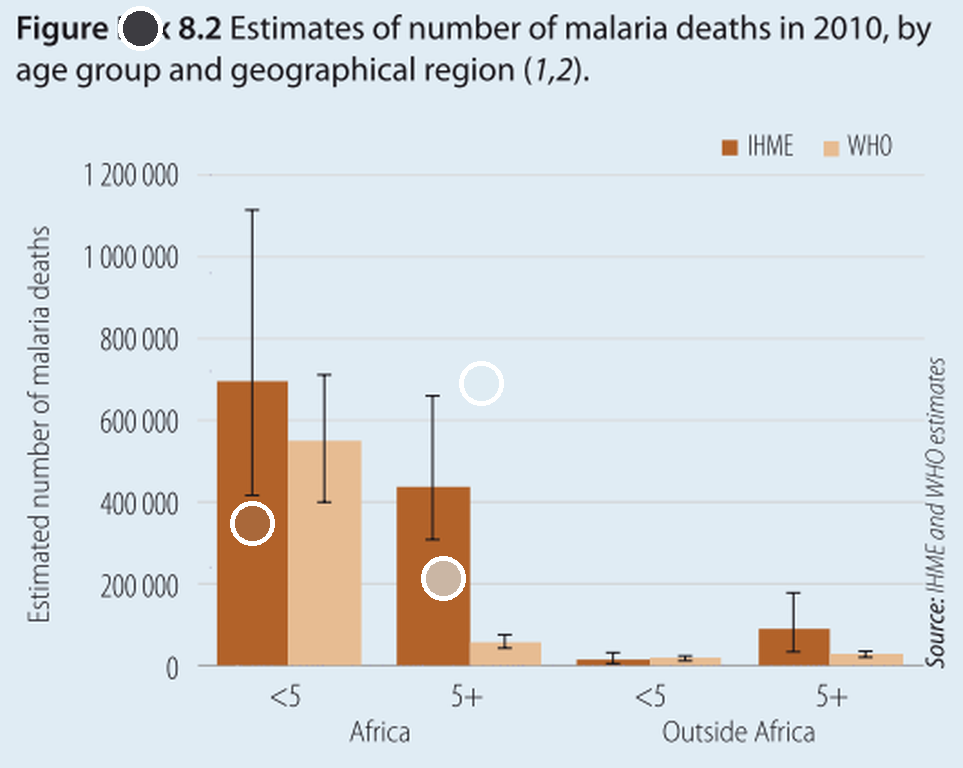 Figure 8.2 Estimates of number of malaria deaths in 2010, by
age group and geographical region (1,2).
IHME WHO
1 200 000
1 000 000
800 000
600 000
400 000
200 000
0
Estimated number of malaria deaths
<5 5+ <5 5+
Africa Outside Africa
Source: IHME and WHO estimates